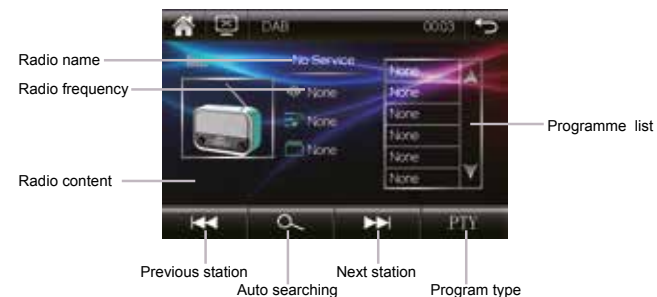 DAB 00:03
Radio name
No Service
None
Radio frequency
None
None
None
Programme list
None
None
None
None
Radio content
None
PTY
Previous station
Next station
Auto searching
Program type